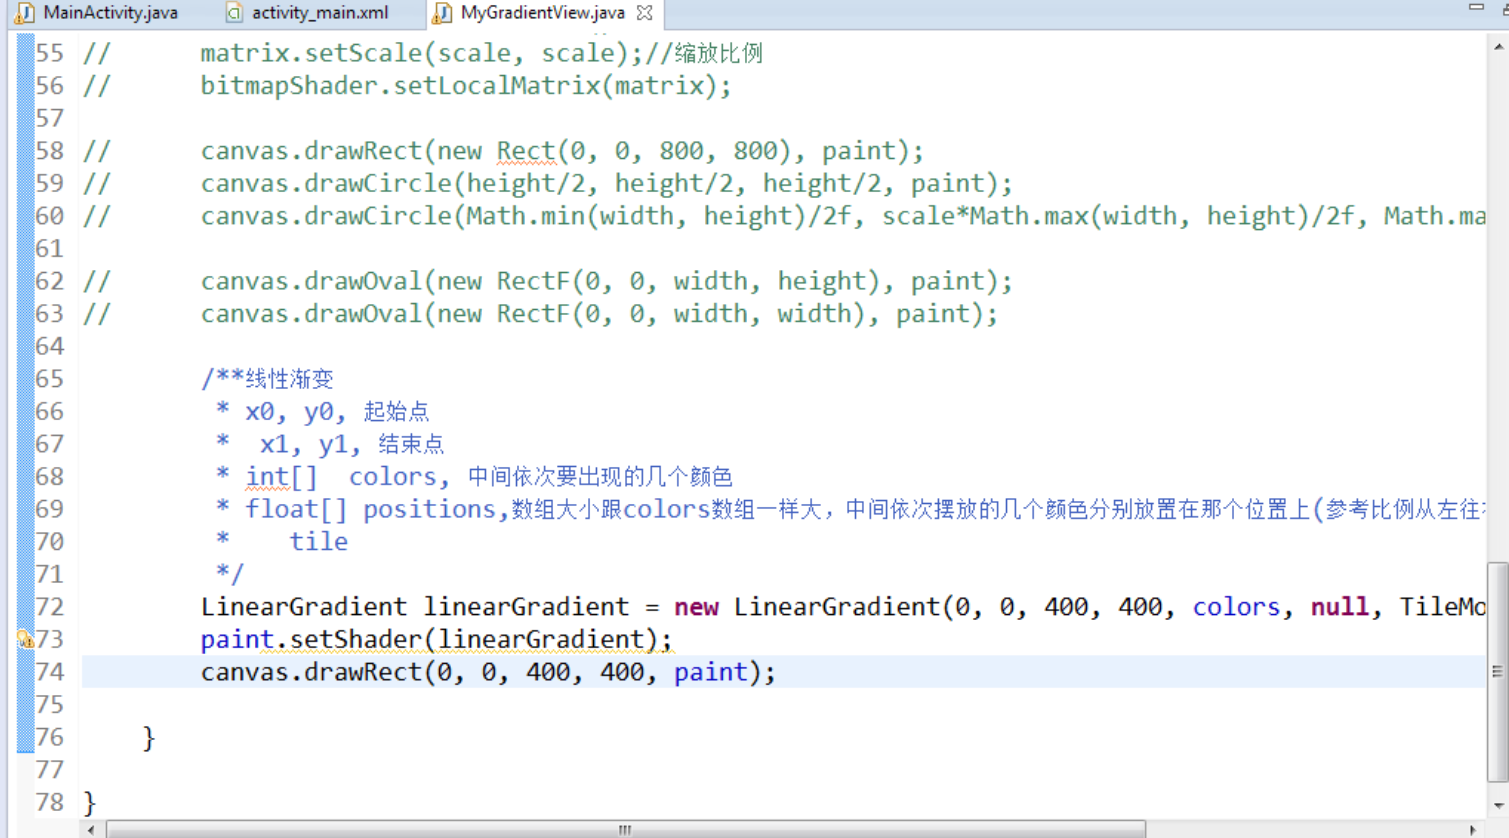 MainActivity.java activity_main.xml MyGradientView.java
55 // matrix.setScale(scale, scale);//缩放比例
56 // bitmapShader.setLocalMatrix(matrix);
57
58 // canvas.drawRect(new Rect(0, 0, 800, 800), paint);
59 // canvas.drawCircle(height/2, height/2, height/2, paint);
60 // canvas.drawCircle(Math.min(width, height)/2f, scale*Math.max(width, height)/2f, Math.ma
61
62 // canvas.drawOval(new RectF(0, 0, width, height), paint);
63 // canvas.drawOval(new RectF(0, 0, width, width), paint);
64
65 /**线性渐变
66 * x0, y0, 起始点
67 * x1, y1, 结束点
68 * int[] colors, 中间依次要出现的几个颜色
69 * float[] positions,数组大小跟colors数组一样大，中间依次摆放的几个颜色分别放置在那个位置上(参考比例从左往
70 * tile
71 */
72 LinearGradient linearGradient = new LinearGradient(0, 0, 400, 400, colors, null, TileMo
73 paint.setShader(linearGradient);
74 canvas.drawRect(0, 0, 400, 400, paint);
75
76 }
77
78 }